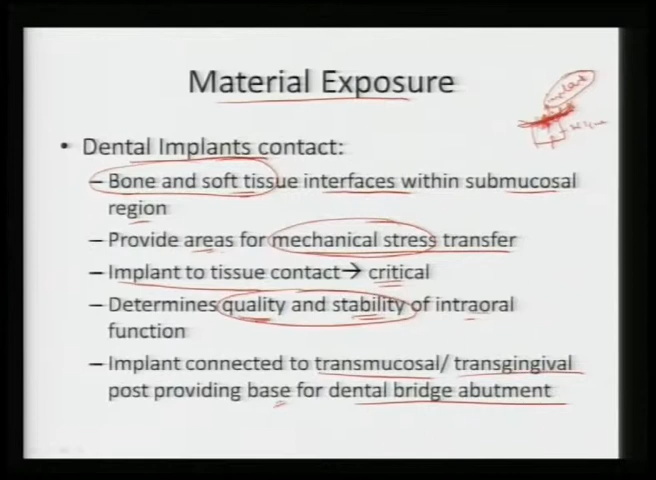 Material Exposure
implant
• Dental Implants contact:
– Bone and soft tissue interfaces within submucosal
region
– Provide areas for mechanical stress transfer
– Implant to tissue contact→ critical
– Determines quality and stability of intraoral
function
– Implant connected to transmucosal/ transgingival
post providing base for dental bridge abutment